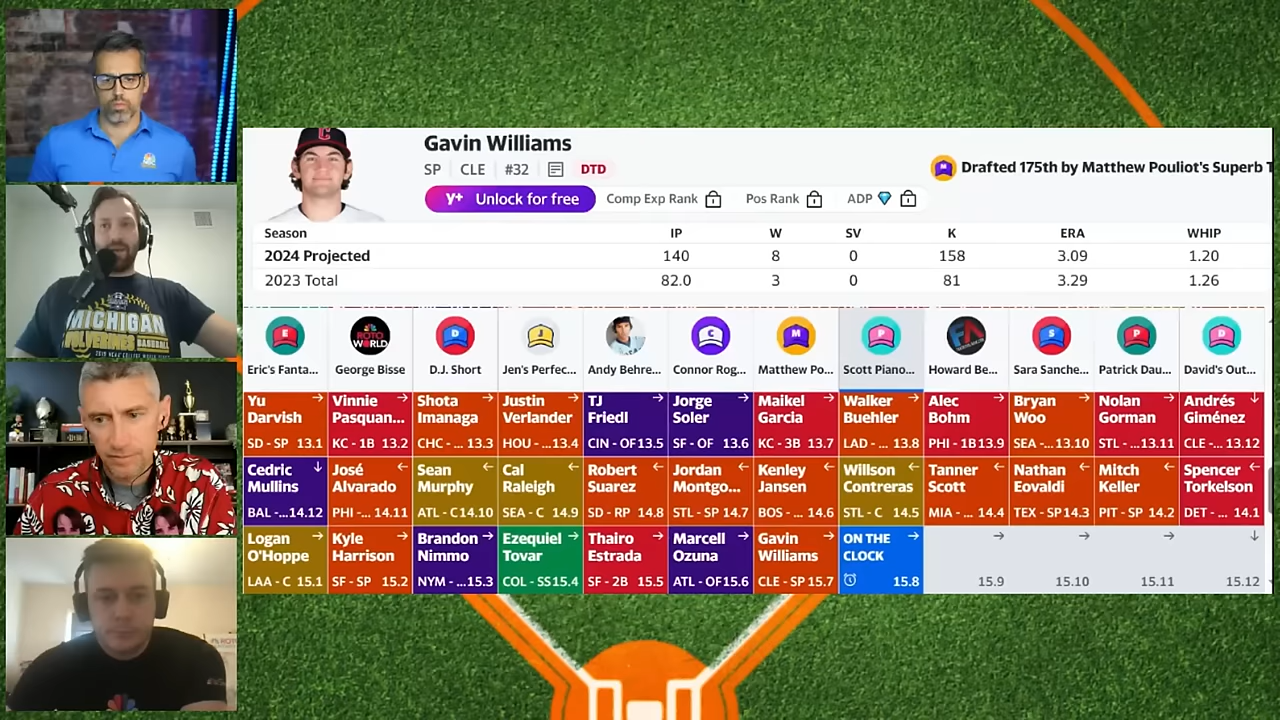 Gavin Williams
SP CLE #32 DTD
y+ Unlock for free Comp Exp Rank Pos Rank ADP
Drafted 175th by Matthew Pouliot's Superb T
Season IP W SV K ERA WHIP
2024 Projected 140 8 0 158 3.09 1.20
2023 Total 82.0 3 0 81 3.29 1.26
Eric's Fanta... George Bisse D.J. Short Jen's Perfec... Andy Behre... Connor Rog... Matthew Po... Scott Piano... Howard Be... Sara Sanche... Patrick Dau... David's Out...
Yu Vinnie Shota Justin TJ Jorge Maikel Walker Alec Bryan Nolan Andrés
Darvish Pasquan... Imanaga Verlander Friedl Soler Garcia Buehler Bohm Woo Gorman Giménez
SD - SP 13.1 KC - 1B 13.2 CHC - ... 13.3 HOU - ...13.4 CIN - OF13.5 SF - OF 13.6 KC - 3B 13.7 LAD - ... 13.8 PHI - 1B13.9 SEA - ...13.10 STL - ...13.11 CLE - ...13.12
Cedric José Sean Cal Robert Jordan Kenley Willson Tanner Nathan Mitch Spencer
Mullins Alvarado Murphy Raleigh Suarez Montgo... Jansen Contreras Scott Eovaldi Keller Torkelson
BAL - ...14.12 PHI - ...14.11 ATL - C14.10 SEA - C 14.9 SD - RP 14.8 STL - SP 14.7 BOS - ... 14.6 STL - C 14.5 MIA - ... 14.4 TEX - SP14.3 PIT - SP 14.2 DET - ... 14.1
Logan Kyle Brandon Ezequiel Thairo Marcell Gavin ON THE
O'Hoppe Harrison Nimmo Tovar Estrada Ozuna Williams CLOCK
LAA - C 15.1 SF - SP 15.2 NYM - ...15.3 COL - SS15.4 SF - 2B 15.5 ATL - OF15.6 CLE - SP 15.7 15.8 15.9 15.10 15.11 15.12
MICHIGAN
WOLVERINES
BASEBALL